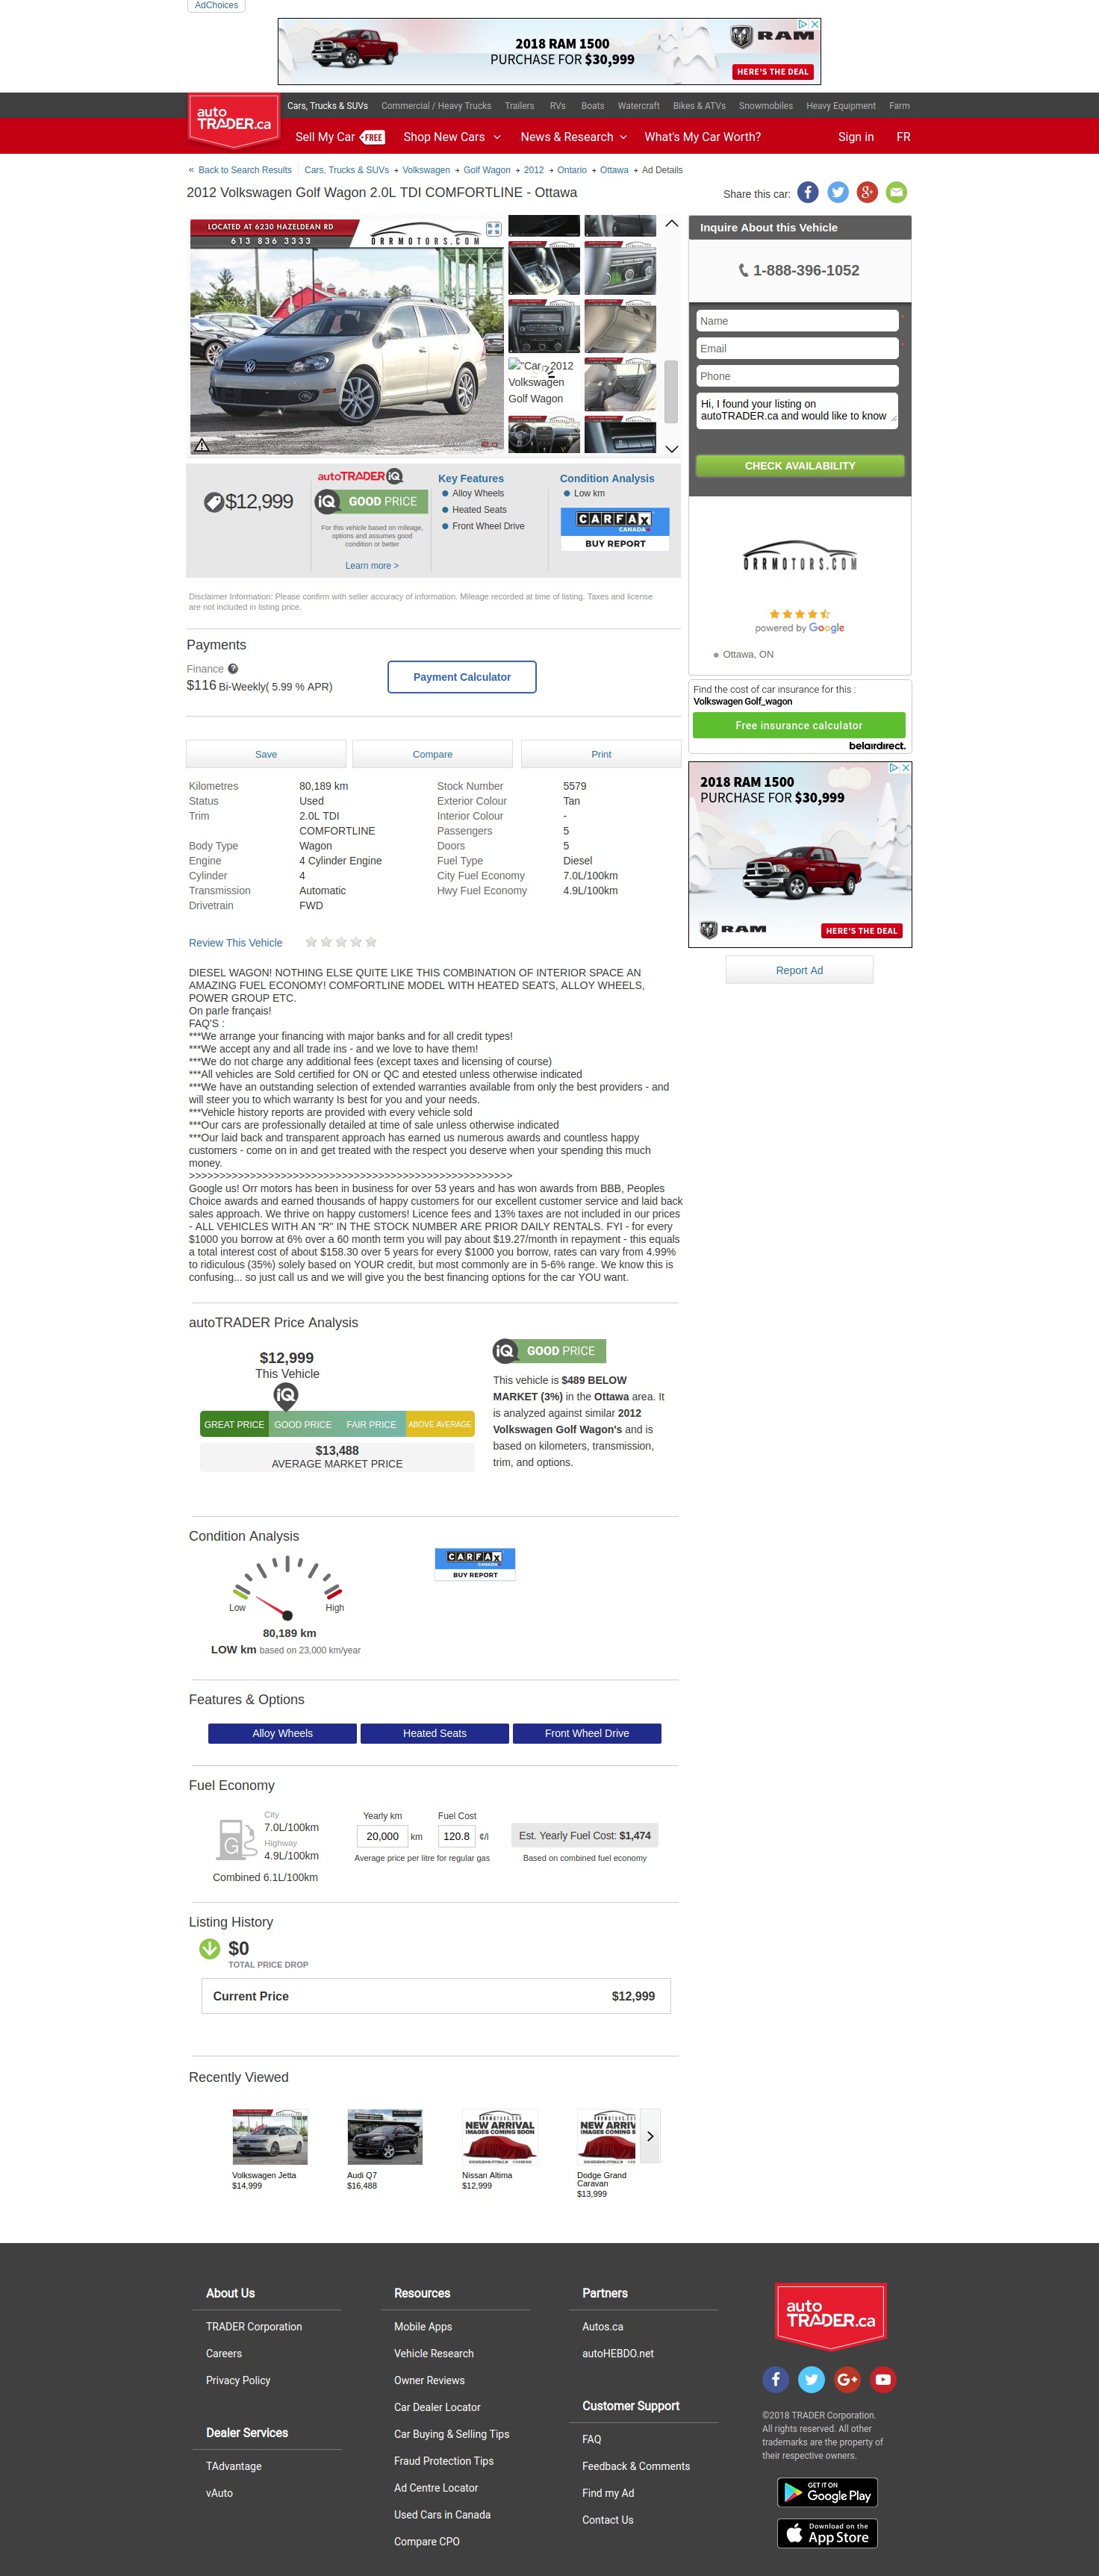 AdChoices
2018 RAM 1500
PURCHASE FOR $30,999
RAM
HERE'S THE DEAL
auto
TRADER.ca
Cars, Trucks & SUVs Commercial / Heavy Trucks Trailers RVs Boats Watercraft Bikes & ATVs Snowmobiles Heavy Equipment Farm
Sell My Car FREE Shop New Cars News & Research What's My Car Worth? Sign in FR
« Back to Search Results Cars, Trucks & SUVs Volkswagen Golf Wagon 2012 Ontario Ottawa Ad Details
2012 Volkswagen Golf Wagon 2.0L TDI COMFORTLINE - Ottawa
Share this car:
LOCATED AT 6230 HAZELDEAN RD
613 836 3333
ORRMOTORS.COM
"Car - 2012
Volkswagen
Golf Wagon
Inquire About this Vehicle
1-888-396-1052
Name *
Email *
Phone
Hi, I found your listing on
autoTRADER.ca and would like to know
CHECK AVAILABILITY
ORRMOTORS.COM
powered by Google
Ottawa, ON
$12,999
autoTRADER iQ
iQ GOOD PRICE
For this vehicle based on mileage,
options and assumes good
condition or better
Learn more >
Key Features
Alloy Wheels
Heated Seats
Front Wheel Drive
Condition Analysis
Low km
CARFAX
CANADA
BUY REPORT
Disclaimer Information: Please confirm with seller accuracy of information. Mileage recorded at time of listing. Taxes and license
are not included in listing price.
Payments
Finance ?
$116 Bi-Weekly( 5.99 % APR)
Payment Calculator
Find the cost of car insurance for this :
Volkswagen Golf_wagon
Free insurance calculator
belairdirect.
Save Compare Print
Kilometres 80,189 km
Status Used
Trim 2.0L TDI
COMFORTLINE
Body Type Wagon
Engine 4 Cylinder Engine
Cylinder 4
Transmission Automatic
Drivetrain FWD
Stock Number 5579
Exterior Colour Tan
Interior Colour -
Passengers 5
Doors 5
Fuel Type Diesel
City Fuel Economy 7.0L/100km
Hwy Fuel Economy 4.9L/100km
2018 RAM 1500
PURCHASE FOR $30,999
RAM
HERE'S THE DEAL
Report Ad
Review This Vehicle
DIESEL WAGON! NOTHING ELSE QUITE LIKE THIS COMBINATION OF INTERIOR SPACE AN
AMAZING FUEL ECONOMY! COMFORTLINE MODEL WITH HEATED SEATS, ALLOY WHEELS,
POWER GROUP ETC.
On parle français!
FAQ'S :
***We arrange your financing with major banks and for all credit types!
***We accept any and all trade ins - and we love to have them!
***We do not charge any additional fees (except taxes and licensing of course)
***All vehicles are Sold certified for ON or QC and etested unless otherwise indicated
***We have an outstanding selection of extended warranties available from only the best providers - and
will steer you to which warranty Is best for you and your needs.
***Vehicle history reports are provided with every vehicle sold
***Our cars are professionally detailed at time of sale unless otherwise indicated
***Our laid back and transparent approach has earned us numerous awards and countless happy
customers - come on in and get treated with the respect you deserve when your spending this much
money.
>>>>>>>>>>>>>>>>>>>>>>>>>>>>>>>>>>>>>>>>>>>>>>>>>>>>>
Google us! Orr motors has been in business for over 53 years and has won awards from BBB, Peoples
Choice awards and earned thousands of happy customers for our excellent customer service and laid back
sales approach. We thrive on happy customers! Licence fees and 13% taxes are not included in our prices
- ALL VEHICLES WITH AN "R" IN THE STOCK NUMBER ARE PRIOR DAILY RENTALS. FYI - for every
$1000 you borrow at 6% over a 60 month term you will pay about $19.27/month in repayment - this equals
a total interest cost of about $158.30 over 5 years for every $1000 you borrow, rates can vary from 4.99%
to ridiculous (35%) solely based on YOUR credit, but most commonly are in 5-6% range. We know this is
confusing... so just call us and we will give you the best financing options for the car YOU want.
autoTRADER Price Analysis
$12,999
This Vehicle
iQ
GREAT PRICE GOOD PRICE FAIR PRICE ABOVE AVERAGE
$13,488
AVERAGE MARKET PRICE
iQ GOOD PRICE
This vehicle is $489 BELOW
MARKET (3%) in the Ottawa area. It
is analyzed against similar 2012
Volkswagen Golf Wagon's and is
based on kilometers, transmission,
trim, and options.
Condition Analysis
Low High
80,189 km
LOW km based on 23,000 km/year
CARFAX
CANADA
BUY REPORT
Features & Options
Alloy Wheels Heated Seats Front Wheel Drive
Fuel Economy
G
City
7.0L/100km
Highway
4.9L/100km
Combined 6.1L/100km
Yearly km Fuel Cost
20,000 km 120.8 ¢/l
Average price per litre for regular gas
Est. Yearly Fuel Cost: $1,474
Based on combined fuel economy
Listing History
$0
TOTAL PRICE DROP
Current Price $12,999
Recently Viewed
ORRMOTORS.COM
NEW ARRIVAL
IMAGES COMING SOON
NEW ARRIV
IMAGES COMING S
Volkswagen Jetta
$14,999
Audi Q7
$16,488
Nissan Altima
$12,999
Dodge Grand
Caravan
$13,999
About Us
TRADER Corporation
Careers
Privacy Policy
Dealer Services
TAdvantage
vAuto
Resources
Mobile Apps
Vehicle Research
Owner Reviews
Car Dealer Locator
Car Buying & Selling Tips
Fraud Protection Tips
Ad Centre Locator
Used Cars in Canada
Compare CPO
Partners
Autos.ca
autoHEBDO.net
Customer Support
FAQ
Feedback & Comments
Find my Ad
Contact Us
auto
TRADER.ca
©2018 TRADER Corporation.
All rights reserved. All other
trademarks are the property of
their respective owners.
GET IT ON
Google Play
Download on the
App Store